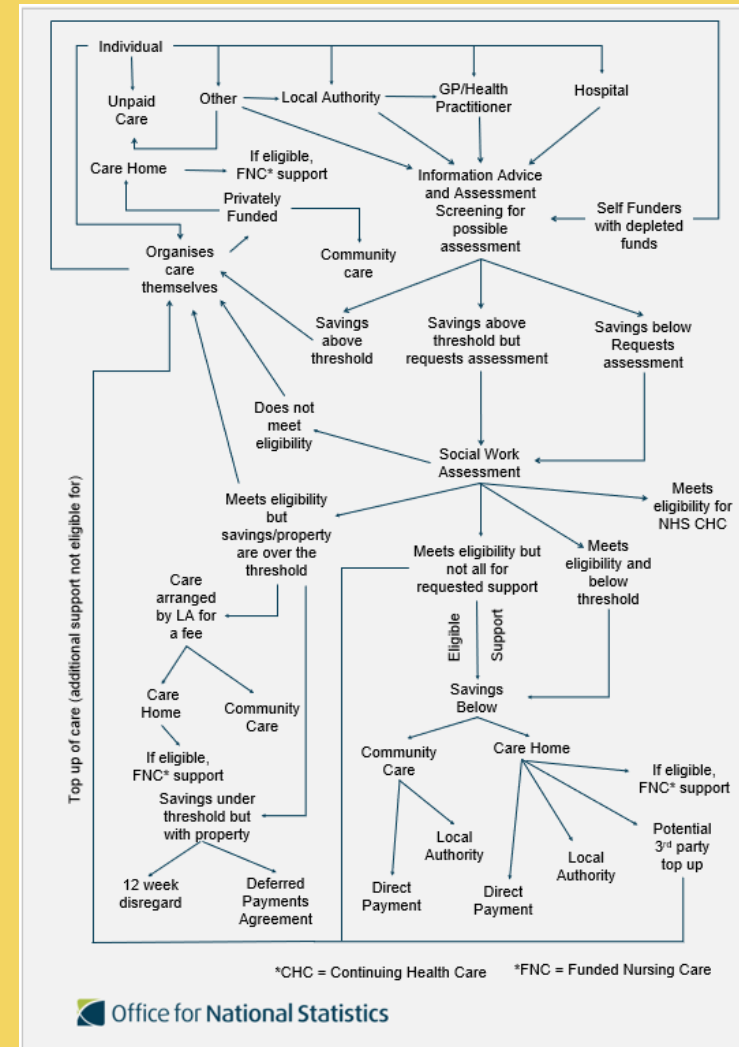 Individual
Unpaid
Care
Other
Local Authority
GP/Health
Practitioner
Hospital
Care Home
If eligible,
FNC* support
Privately
Funded
Information Advice
and Assessment
Screening for
possible
assessment
Self Funders
with depleted
funds
Organises
care
themselves
Community
care
Savings
above
threshold
Savings above
threshold but
requests assessment
Savings below
Requests
assessment
Does not
meet
eligibility
Social Work
Assessment
Meets
eligibility for
NHS CHC
Meets eligibility
but
savings/property
are over the
threshold
Meets eligibility but
not all for
requested support
Meets
eligibility and
below
threshold
Top up of care (additional support not eligible for)
Care
arranged
by LA for
a fee
Eligible
Support
Care
Home
Community
Care
Savings
Below
If eligible,
FNC* support
Community
Care
Care Home
If eligible,
FNC* support
Savings under
threshold but
with property
Local
Authority
Local
Authority
Potential
3rd party
top up
12 week
disregard
Deferred
Payments
Agreement
Direct
Payment
Direct
Payment
*CHC = Continuing Health Care *FNC = Funded Nursing Care
Office for National Statistics